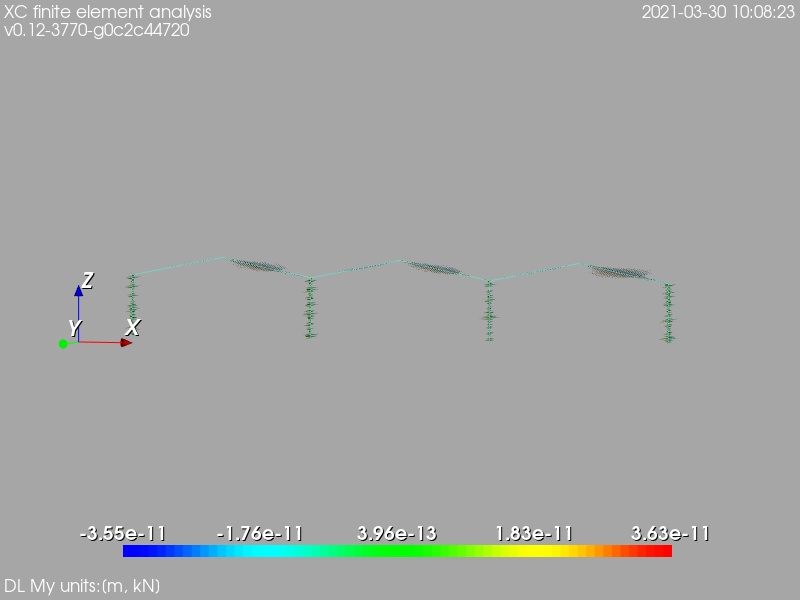 XC finite element analysis
v0.12-3770-g0c2c44720
2021-03-30 10:08:23
Z
Y
X
-3.55e-11
-1.76e-11
3.96e-13
1.83e-11
3.63e-11
DL My units:(m, kN)